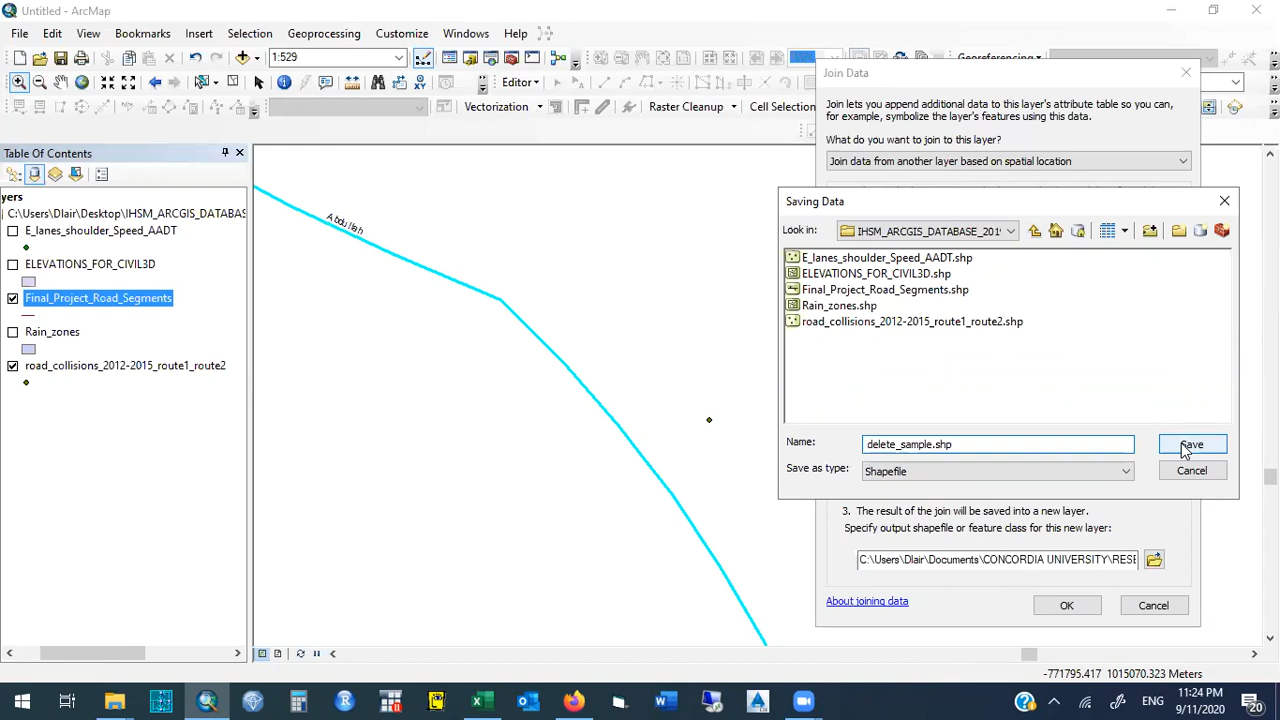 Untitled - ArcMap
File Edit View Bookmarks Insert Selection Geoprocessing Customize Windows Help
1:529
Georeferencing
Editor
Vectorization Raster Cleanup Cell Selection
Table Of Contents
yers
C:\Users\Dlair\Desktop\IHSM_ARCGIS_DATABAS
E_lanes_shoulder_Speed_AADT
ELEVATIONS_FOR_CIVIL3D
Final_Project_Road_Segments
Rain_zones
road_collisions_2012-2015_route1_route2
Abdullah
Join Data
Join lets you append additional data to this layer's attribute table so you can,
for example, symbolize the layer's features using this data.
What do you want to join to this layer?
Join data from another layer based on spatial location
Saving Data
Look in: IHSM_ARCGIS_DATABASE_201
E_lanes_shoulder_Speed_AADT.shp
ELEVATIONS_FOR_CIVIL3D.shp
Final_Project_Road_Segments.shp
Rain_zones.shp
road_collisions_2012-2015_route1_route2.shp
Name: delete_sample.shp Save
Save as type: Shapefile Cancel
3. The result of the join will be saved into a new layer.
Specify output shapefile or feature class for this new layer:
C:\Users\Dlair\Documents\CONCORDIA UNIVERSITY\RESE
About joining data OK Cancel
-771795.417 1015070.323 Meters
ENG
11:24 PM
9/11/2020
20